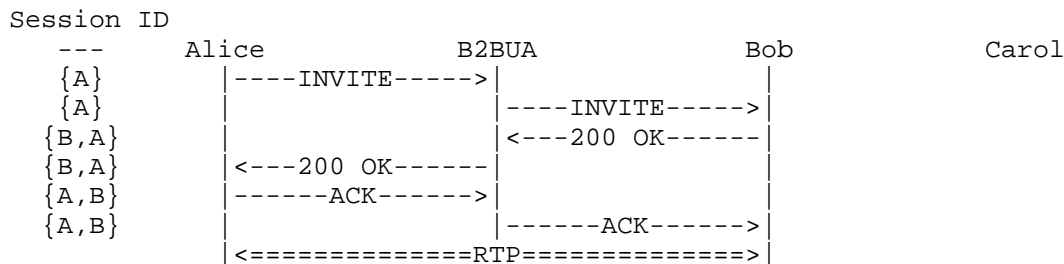 Session ID
   ---      Alice            B2BUA             Bob            Carol
   {A}        |----INVITE----->|                |
   {A}        |                |----INVITE----->|
  {B,A}       |                |<---200 OK------|
  {B,A}       |<---200 OK------|                |
  {A,B}       |------ACK------>|                |
  {A,B}       |                |------ACK------>|
              |<==============RTP==============>|